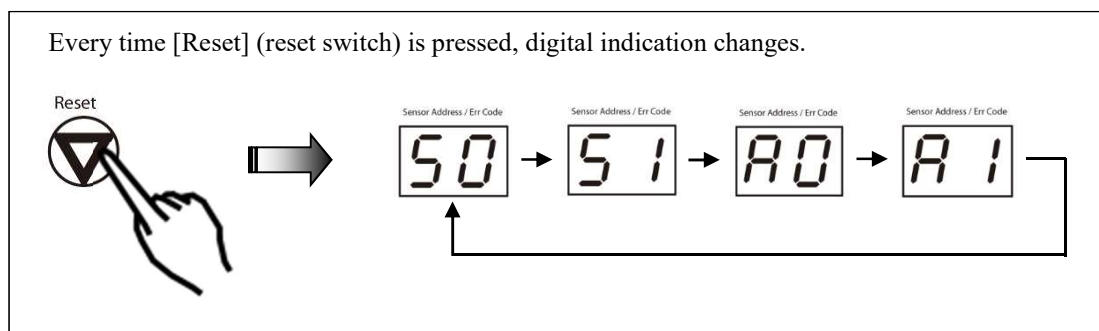 Every time [Reset] (reset switch) is pressed, digital indication changes.
Reset
Sensor Address / Err Code
S0
Sensor Address / Err Code
S1
Sensor Address / Err Code
A0
Sensor Address / Err Code
A1